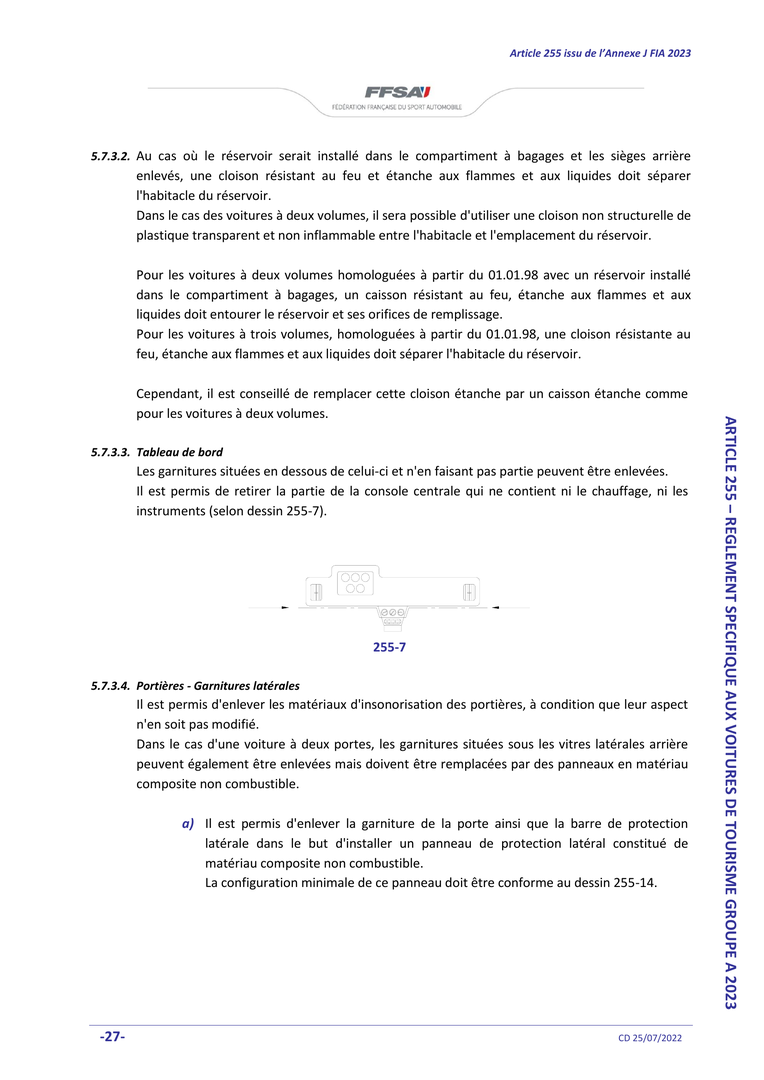 Article 255 issu de l'Annexe J FIA 2023
FFSA
FÉDÉRATION FRANÇAISE DU SPORT AUTOMOBILE
5.7.3.2. Au cas où le réservoir serait installé dans le compartiment à bagages et les sièges arrière
enlevés, une cloison résistant au feu et étanche aux flammes et aux liquides doit séparer
l'habitacle du réservoir.
Dans le cas des voitures à deux volumes, il sera possible d'utiliser une cloison non structurelle de
plastique transparent et non inflammable entre l'habitacle et l'emplacement du réservoir.
Pour les voitures à deux volumes homologuées à partir du 01.01.98 avec un réservoir installé
dans le compartiment à bagages, un caisson résistant au feu, étanche aux flammes et aux
liquides doit entourer le réservoir et ses orifices de remplissage.
Pour les voitures à trois volumes, homologuées à partir du 01.01.98, une cloison résistante au
feu, étanche aux flammes et aux liquides doit séparer l'habitacle du réservoir.
Cependant, il est conseillé de remplacer cette cloison étanche par un caisson étanche comme
pour les voitures à deux volumes.
5.7.3.3. Tableau de bord
Les garnitures situées en dessous de celui-ci et n'en faisant pas partie peuvent être enlevées.
Il est permis de retirer la partie de la console centrale qui ne contient ni le chauffage, ni les
instruments (selon dessin 255-7).
255-7
5.7.3.4. Portières - Garnitures latérales
Il est permis d'enlever les matériaux d'insonorisation des portières, à condition que leur aspect
n'en soit pas modifié.
Dans le cas d'une voiture à deux portes, les garnitures situées sous les vitres latérales arrière
peuvent également être enlevées mais doivent être remplacées par des panneaux en matériau
composite non combustible.
a) Il est permis d'enlever la garniture de la porte ainsi que la barre de protection
latérale dans le but d'installer un panneau de protection latéral constitué de
matériau composite non combustible.
La configuration minimale de ce panneau doit être conforme au dessin 255-14.
ARTICLE 255 – REGLEMENT SPECIFIQUE AUX VOITURES DE TOURISME GROUPE A 2023
-27-
CD 25/07/2022